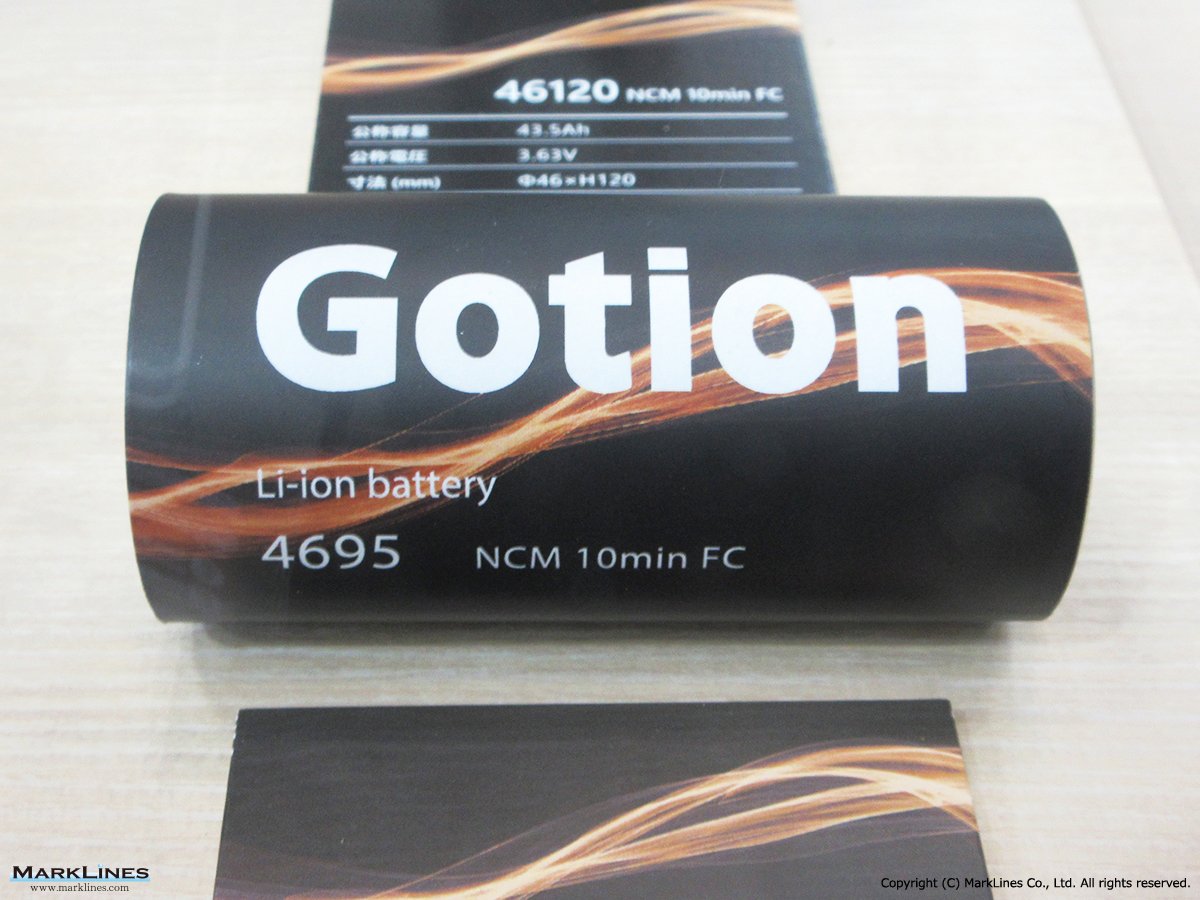 46120 NCM 10min FC
公称容量 43.5Ah
公称電圧 3.63V
寸法 (mm) Φ46×H120
Gotion
Li-ion battery
4695 NCM 10min FC
MARKLINES
www.marklines.com
Copyright (C) MarkLines Co., Ltd. All rights reserved.